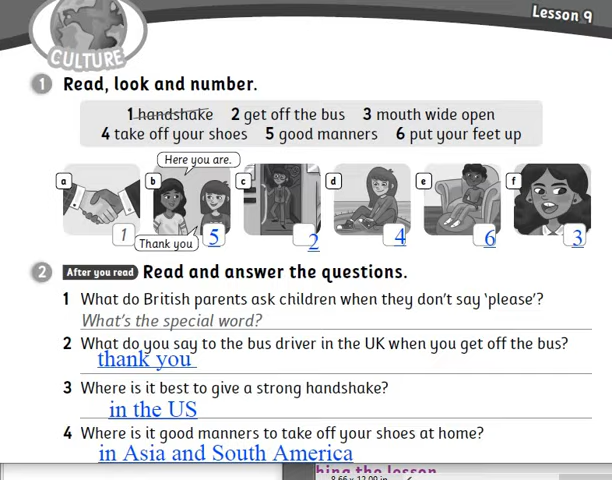 Lesson 9
CULTURE
1 Read, look and number.
1 handshake 2 get off the bus 3 mouth wide open
4 take off your shoes 5 good manners 6 put your feet up
Here you are.
a b c d e f
Thank you
1 5 2 4 6 3
2 After you read Read and answer the questions.
1 What do British parents ask children when they don't say 'please'?
What's the special word?
2 What do you say to the bus driver in the UK when you get off the bus?
thank you
3 Where is it best to give a strong handshake?
in the US
4 Where is it good manners to take off your shoes at home?
in Asia and South America
hing the lesson